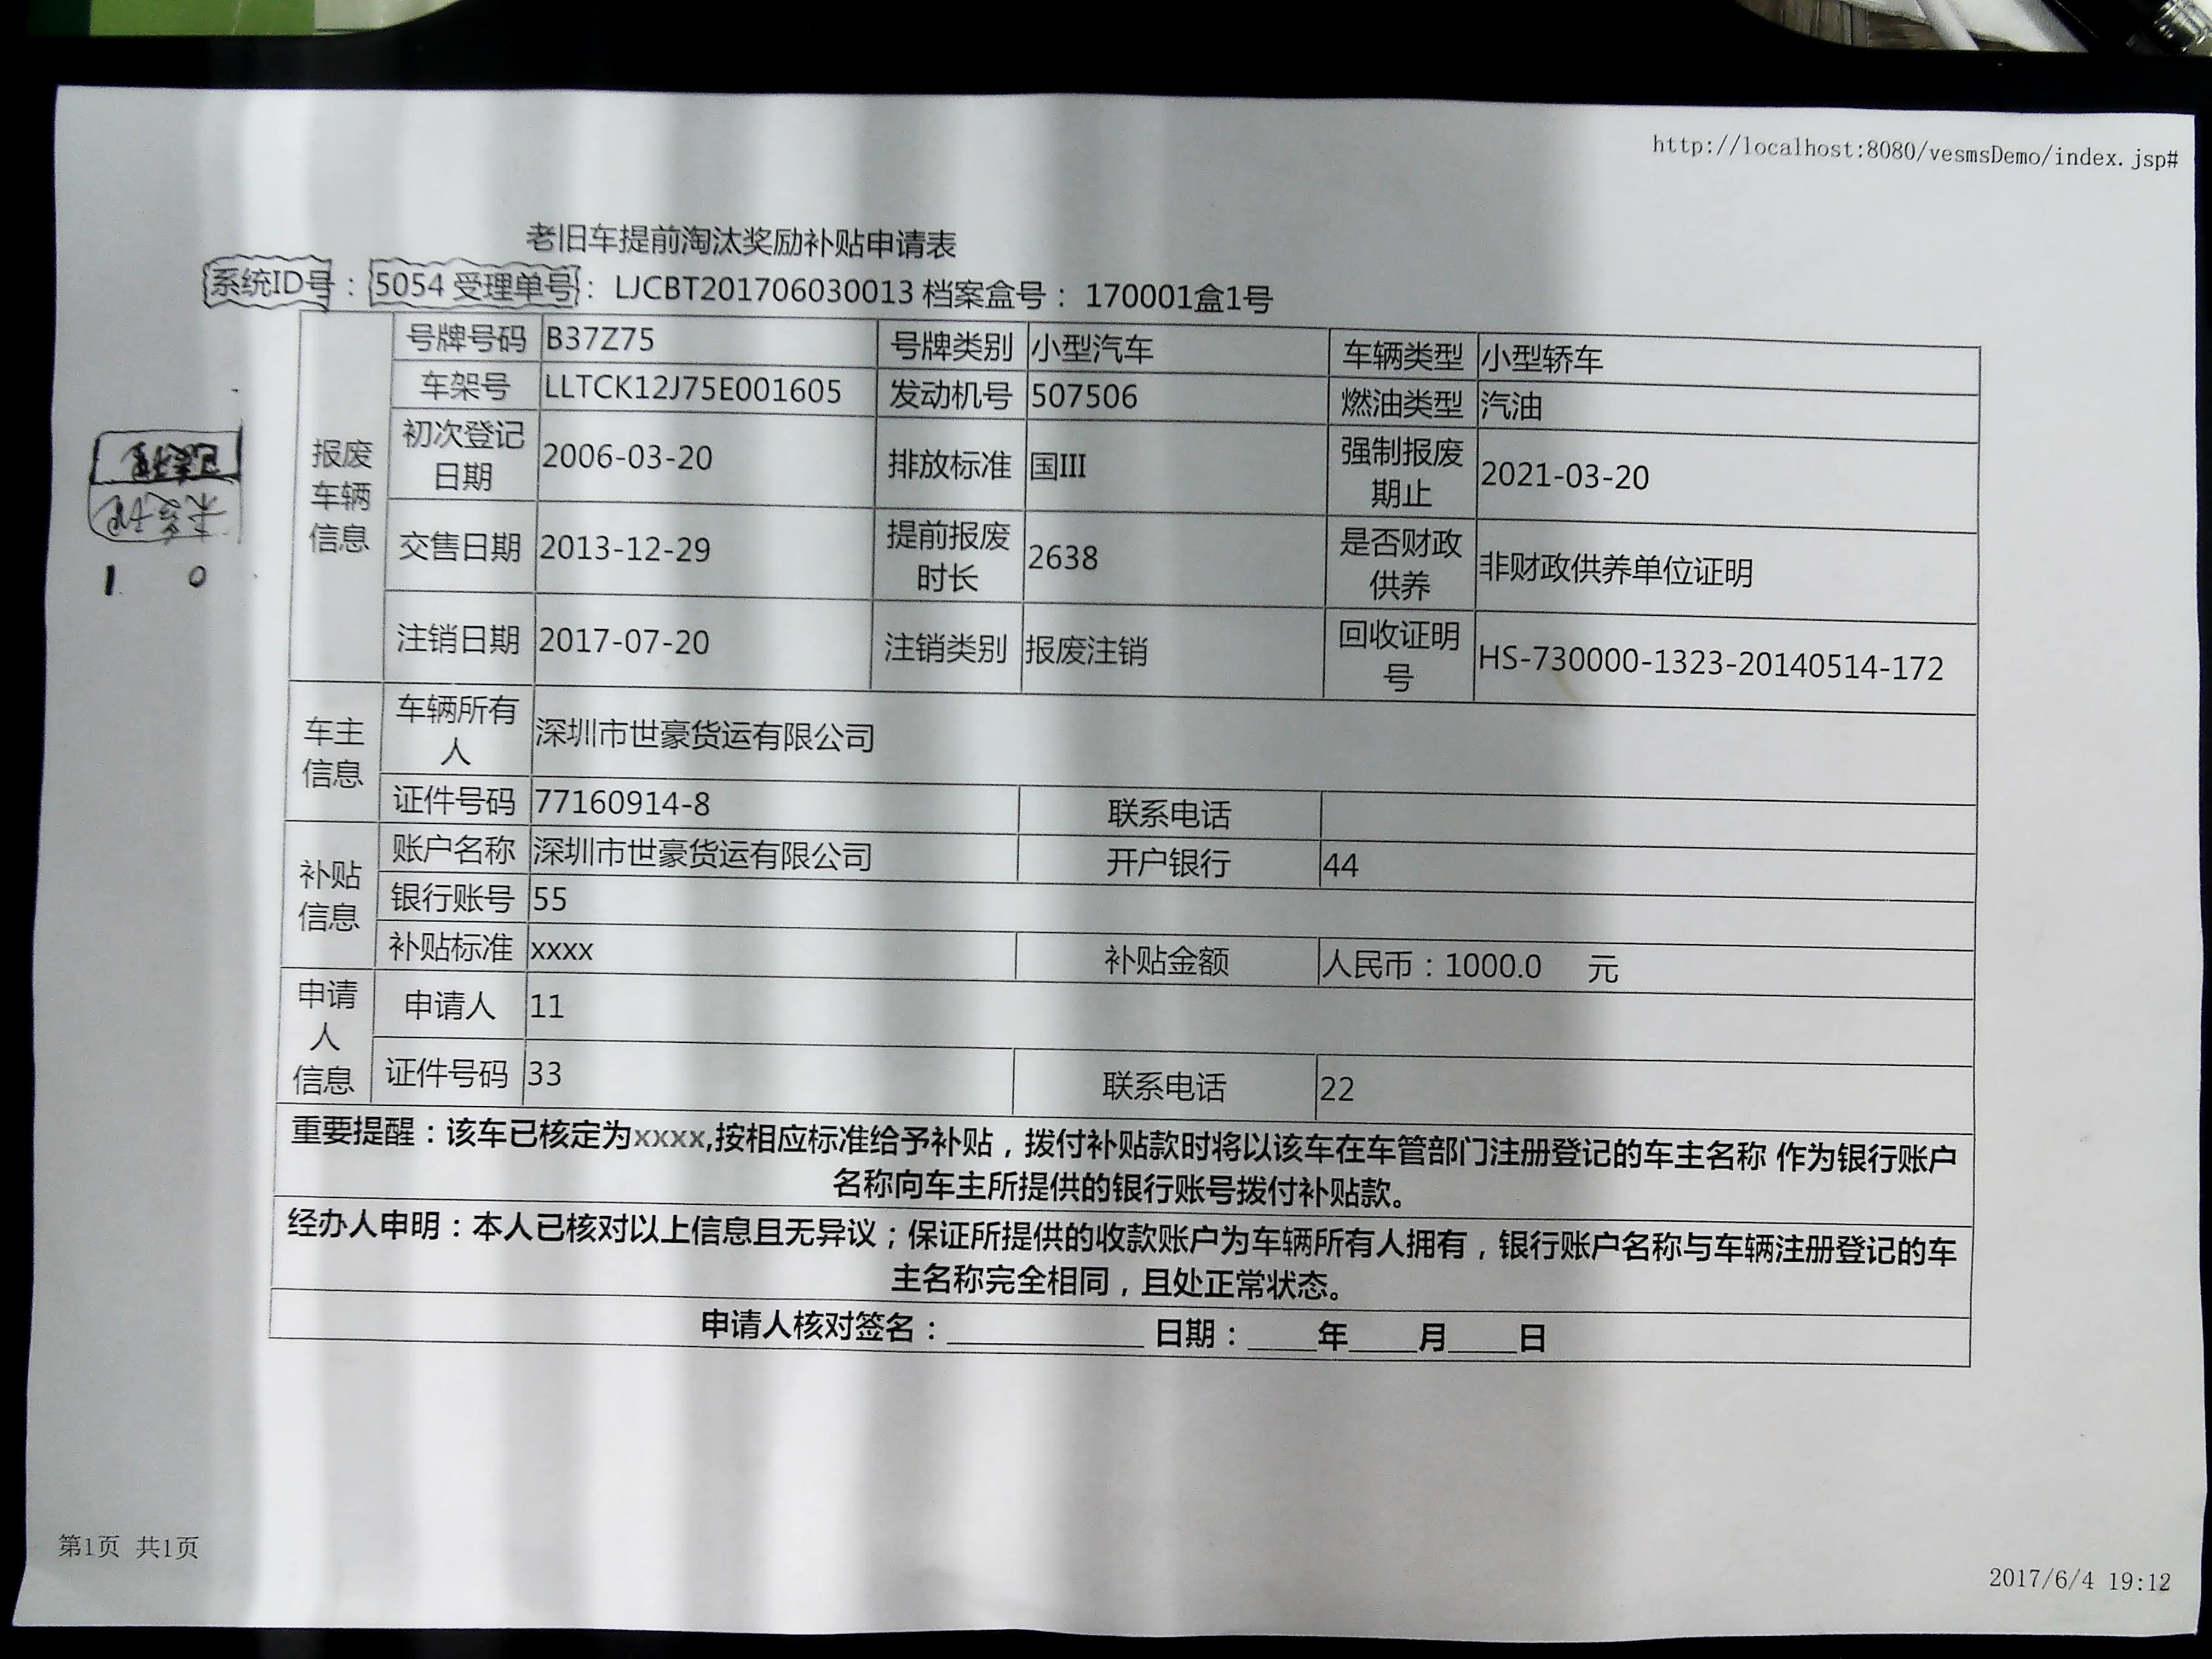 http://localhost:8080/vesmsDemo/index.jsp#
老旧车提前淘汰奖励补贴申请表
系统ID号：5054 受理单号：LJCBT201706030013 档案盒号：170001盒1号
报废车辆信息
号牌号码 B37Z75 号牌类别 小型汽车 车辆类型 小型轿车
车架号 LLTCK12J75E001605 发动机号 507506 燃油类型 汽油
初次登记日期 2006-03-20 排放标准 国III 强制报废期止 2021-03-20
交售日期 2013-12-29 提前报废时长 2638 是否财政供养 非财政供养单位证明
注销日期 2017-07-20 注销类别 报废注销 回收证明号 HS-730000-1323-20140514-172
车主信息
车辆所有人 深圳市世豪货运有限公司
证件号码 77160914-8 联系电话
补贴信息
账户名称 深圳市世豪货运有限公司 开户银行 44
银行账号 55
补贴标准 xxxx 补贴金额 人民币：1000.0 元
申请人信息
申请人 11
证件号码 33 联系电话 22
重要提醒：该车已核定为xxxx,按相应标准给予补贴，拨付补贴款时将以该车在车管部门注册登记的车主名称 作为银行账户
名称向车主所提供的银行账号拨付补贴款。
经办人申明：本人已核对以上信息且无异议；保证所提供的收款账户为车辆所有人拥有，银行账户名称与车辆注册登记的车
主名称完全相同，且处正常状态。
申请人核对签名：____________ 日期：____年____月____日
1 0
第1页 共1页
2017/6/4 19:12